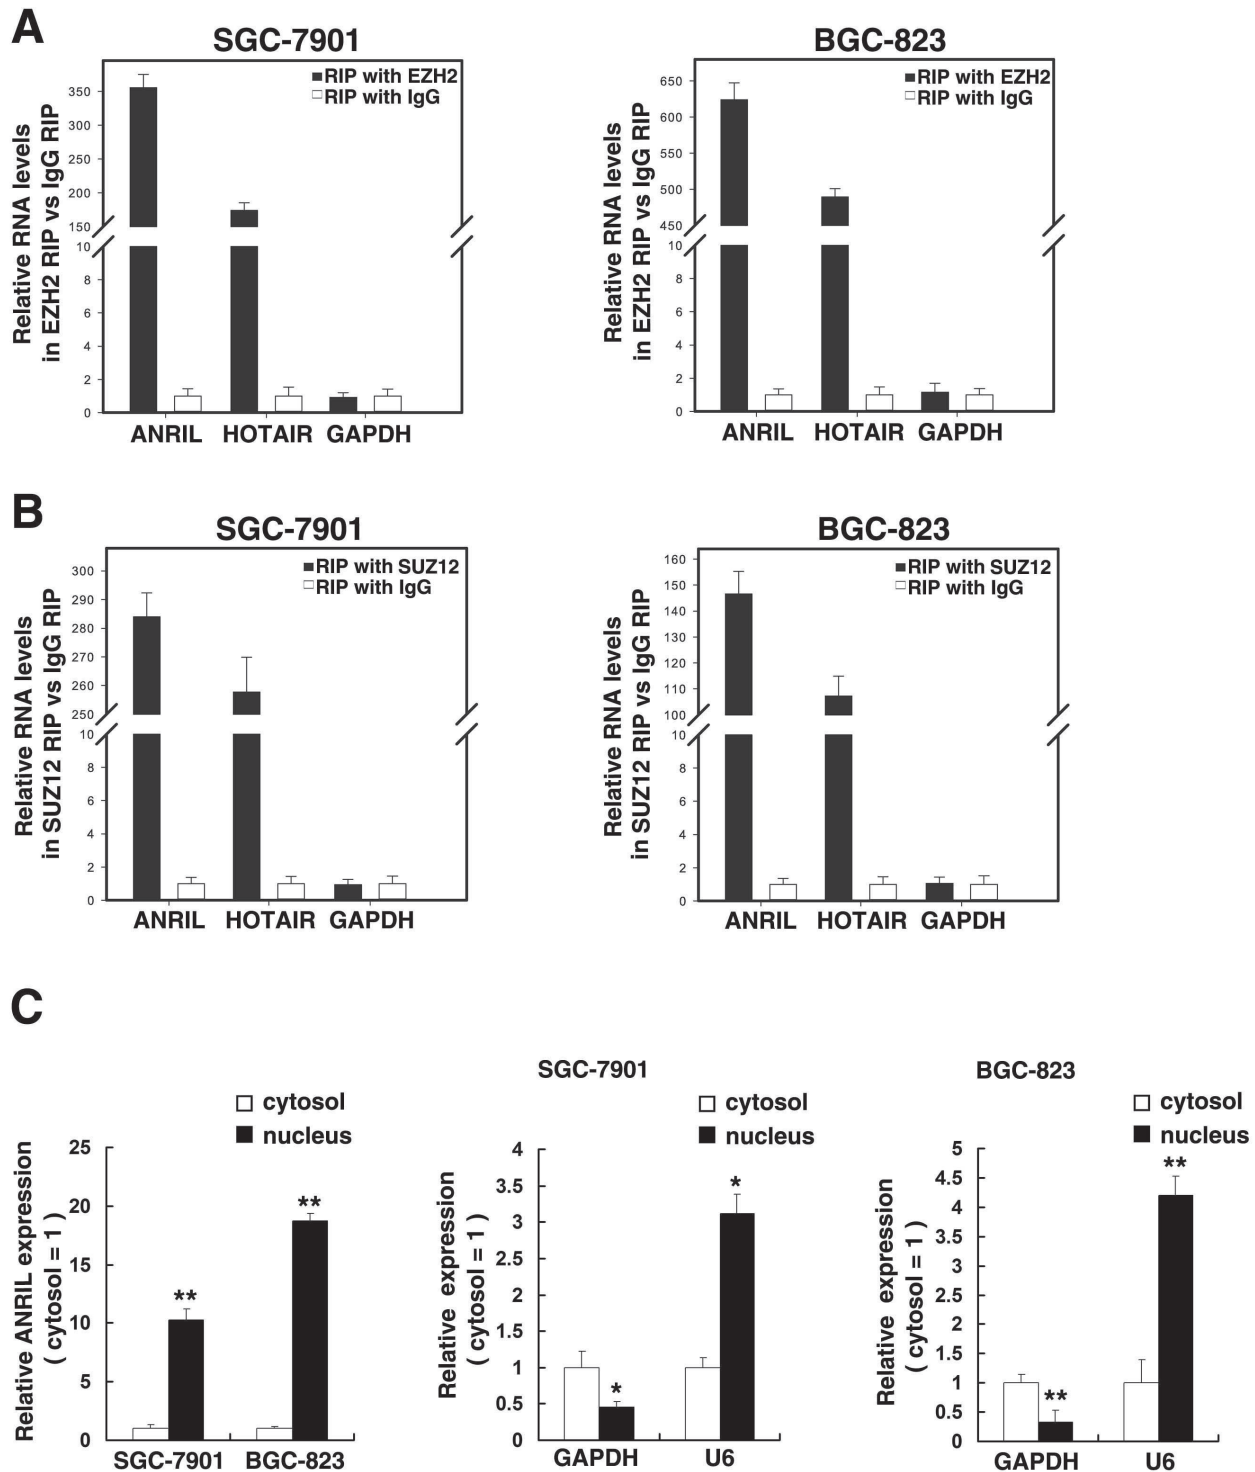 A
SGC-7901
BGC-823
Relative RNA levels
in EZH2 RIP vs IgG RIP
350
300
250
200
150
10
8
6
4
2
0
RIP with EZH2
RIP with IgG
ANRIL HOTAIR GAPDH
Relative RNA levels
in EZH2 RIP vs IgG RIP
650
600
550
500
450
10
8
6
4
2
0
RIP with EZH2
RIP with IgG
ANRIL HOTAIR GAPDH
B
SGC-7901
BGC-823
Relative RNA levels
in SUZ12 RIP vs IgG RIP
300
290
280
270
260
250
10
8
6
4
2
0
RIP with SUZ12
RIP with IgG
ANRIL HOTAIR GAPDH
Relative RNA levels
in SUZ12 RIP vs IgG RIP
160
150
140
130
120
110
100
10
8
6
4
2
0
RIP with SUZ12
RIP with IgG
ANRIL HOTAIR GAPDH
C
cytosol
nucleus
Relative ANRIL expression
( cytosol = 1 )
25
20
15
10
5
0
**
**
SGC-7901 BGC-823
SGC-7901
cytosol
nucleus
Relative expression
( cytosol = 1 )
4
3.5
3
2.5
2
1.5
1
0.5
0
*
*
GAPDH U6
BGC-823
cytosol
nucleus
Relative expression
( cytosol = 1 )
5
4.5
4
3.5
3
2.5
2
1.5
1
0.5
0
**
**
GAPDH U6